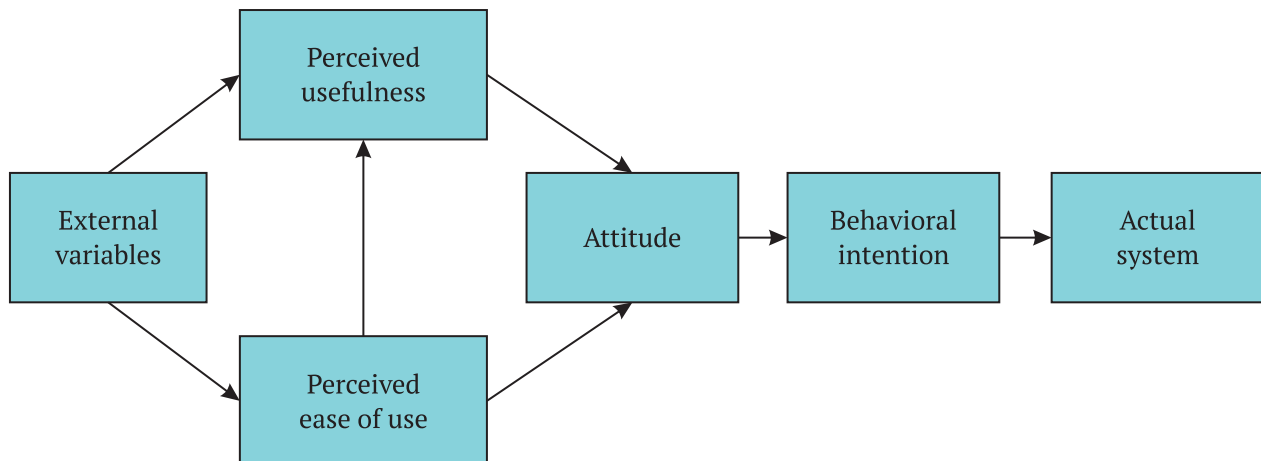 Perceived
usefulness
External
variables
Attitude
Behavioral
intention
Actual
system
Perceived
ease of use